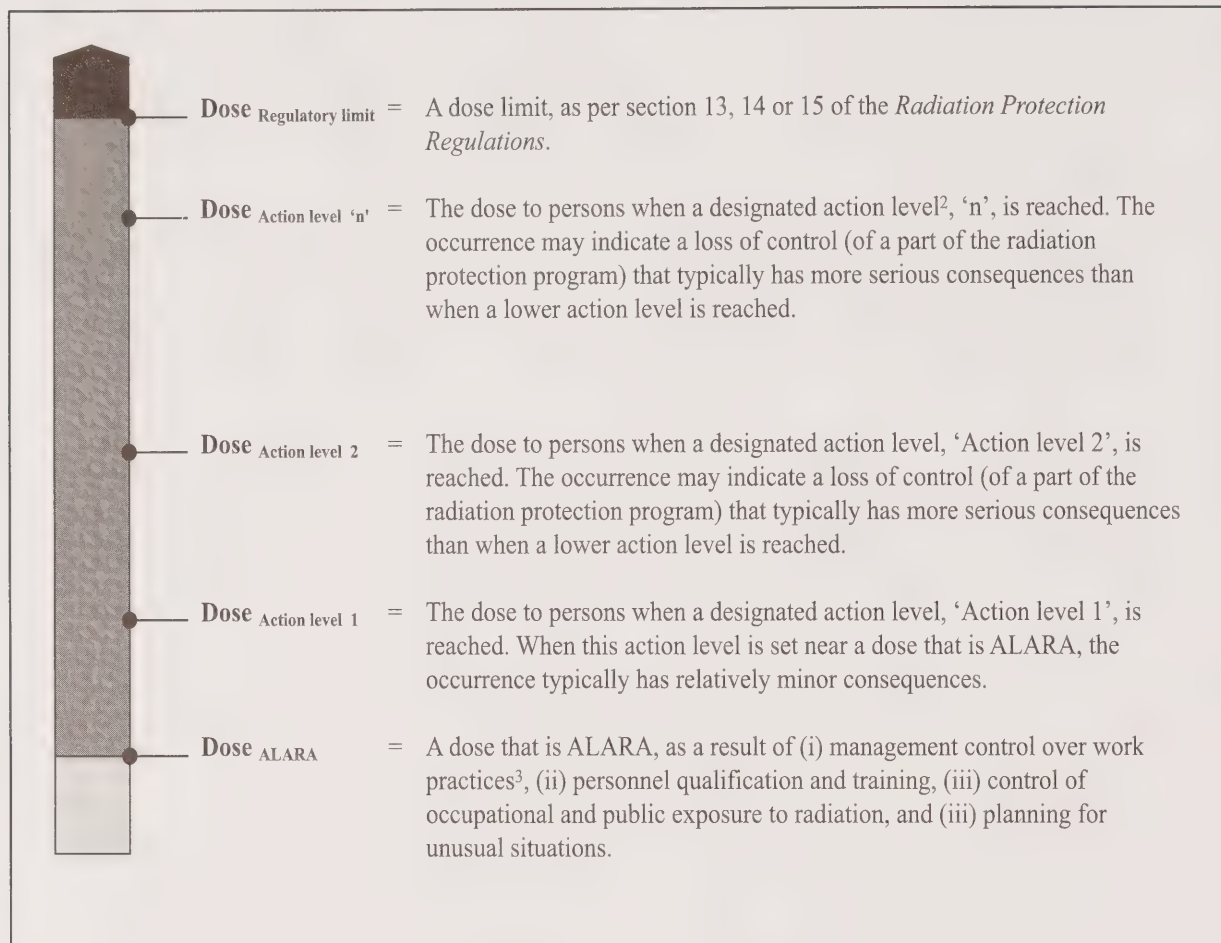 Dose Regulatory limit = A dose limit, as per section 13, 14 or 15 of the Radiation Protection
Regulations.
Dose Action level ‘n' = The dose to persons when a designated action level², ‘n’, is reached. The
occurrence may indicate a loss of control (of a part of the radiation
protection program) that typically has more serious consequences than
when a lower action level is reached.
Dose Action level 2 = The dose to persons when a designated action level, ‘Action level 2’, is
reached. The occurrence may indicate a loss of control (of a part of the
radiation protection program) that typically has more serious consequences
than when a lower action level is reached.
Dose Action level 1 = The dose to persons when a designated action level, ‘Action level 1’, is
reached. When this action level is set near a dose that is ALARA, the
occurrence typically has relatively minor consequences.
Dose ALARA = A dose that is ALARA, as a result of (i) management control over work
practices³, (ii) personnel qualification and training, (iii) control of
occupational and public exposure to radiation, and (iii) planning for
unusual situations.